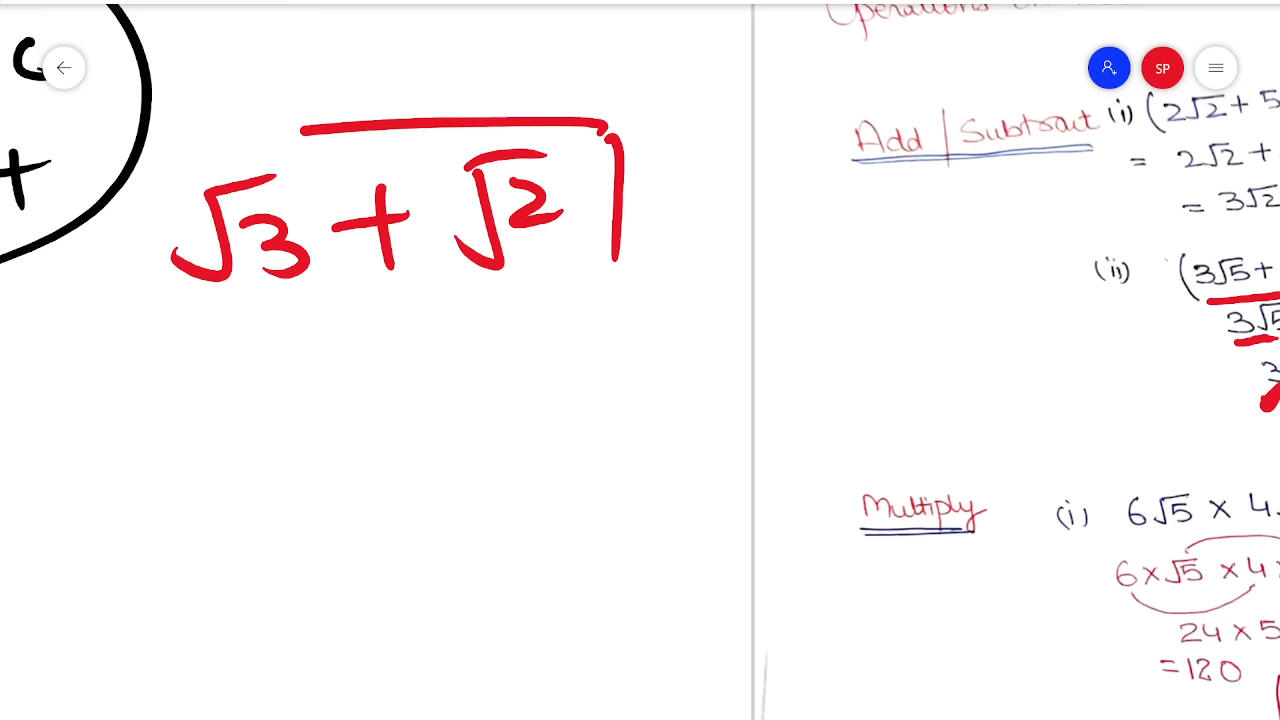 c
+
√3 + √2
SP
Add / Subtract (i) (2√2 + 5
= 2√2 +
= 3√2
(ii) (3√5 +
3√5
Multiply (i) 6√5 × 4
6 × √5 × 4 ×
24 × 5
= 120